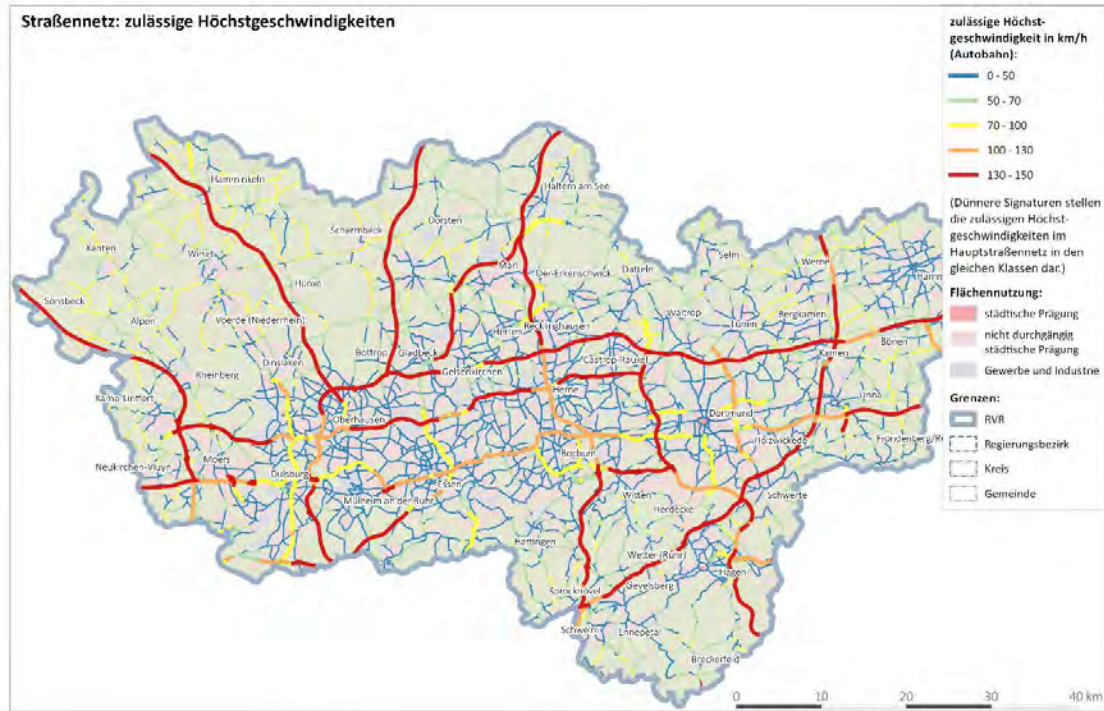 Straßennetz: zulässige Höchstgeschwindigkeiten
zulässige Höchst-
geschwindigkeit in km/h
(Autobahn):
0 - 50
50 - 70
70 - 100
100 - 130
130 - 150
(Dünnere Signaturen stellen
die zulässigen Höchst-
geschwindigkeiten im
Hauptstraßennetz in den
gleichen Klassen dar.)
Flächennutzung:
städtische Prägung
nicht durchgängig
städtische Prägung
Gewerbe und Industrie
Grenzen:
RVR
Regierungsbezirk
Kreis
Gemeinde
Hamminkeln
Haltern am See
Dorsten
Schermbeck
Xanten
Wesel
Selm
Werne
Hamm
Marl
Oer-Erkenschwick
Datteln
Hünxe
Sonsbeck
Alpen
Voerde (Niederrhein)
Waltrop
Bergkamen
Lünen
Herten
Recklinghausen
Bönen
Kamen
Bottrop
Gladbeck
Castrop-Rauxel
Dinslaken
Gelsenkirchen
Rheinberg
Herne
Kamp-Lintfort
Unna
Oberhausen
Dortmund
Holzwickede
Fröndenberg/Ru
Moers
Bochum
Neukirchen-Vluyn
Duisburg
Essen
Mülheim an der Ruhr
Witten
Schwerte
Herdecke
Hattingen
Wetter (Ruhr)
Hagen
Gevelsberg
Sprockhövel
Schwelm
Ennepetal
Breckerfeld
0 10 20 30 40 km